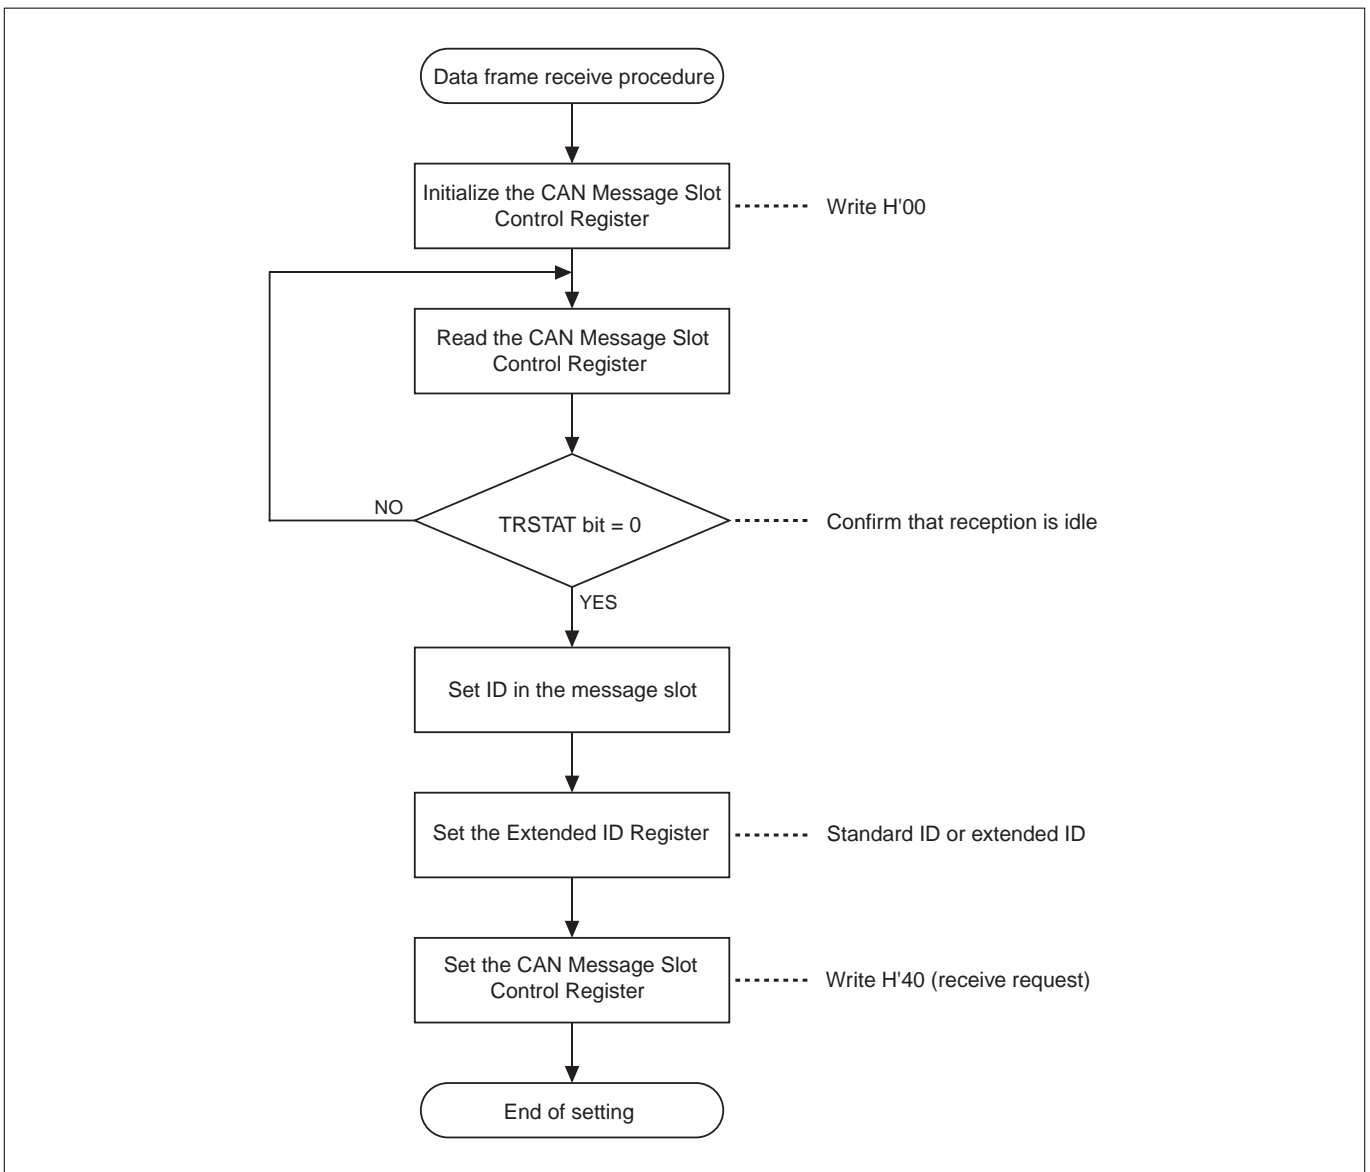 Data frame receive procedure
Initialize the CAN Message Slot
Control Register
Write H'00
Read the CAN Message Slot
Control Register
NO
TRSTAT bit = 0
Confirm that reception is idle
YES
Set ID in the message slot
Set the Extended ID Register
Standard ID or extended ID
Set the CAN Message Slot
Control Register
Write H'40 (receive request)
End of setting